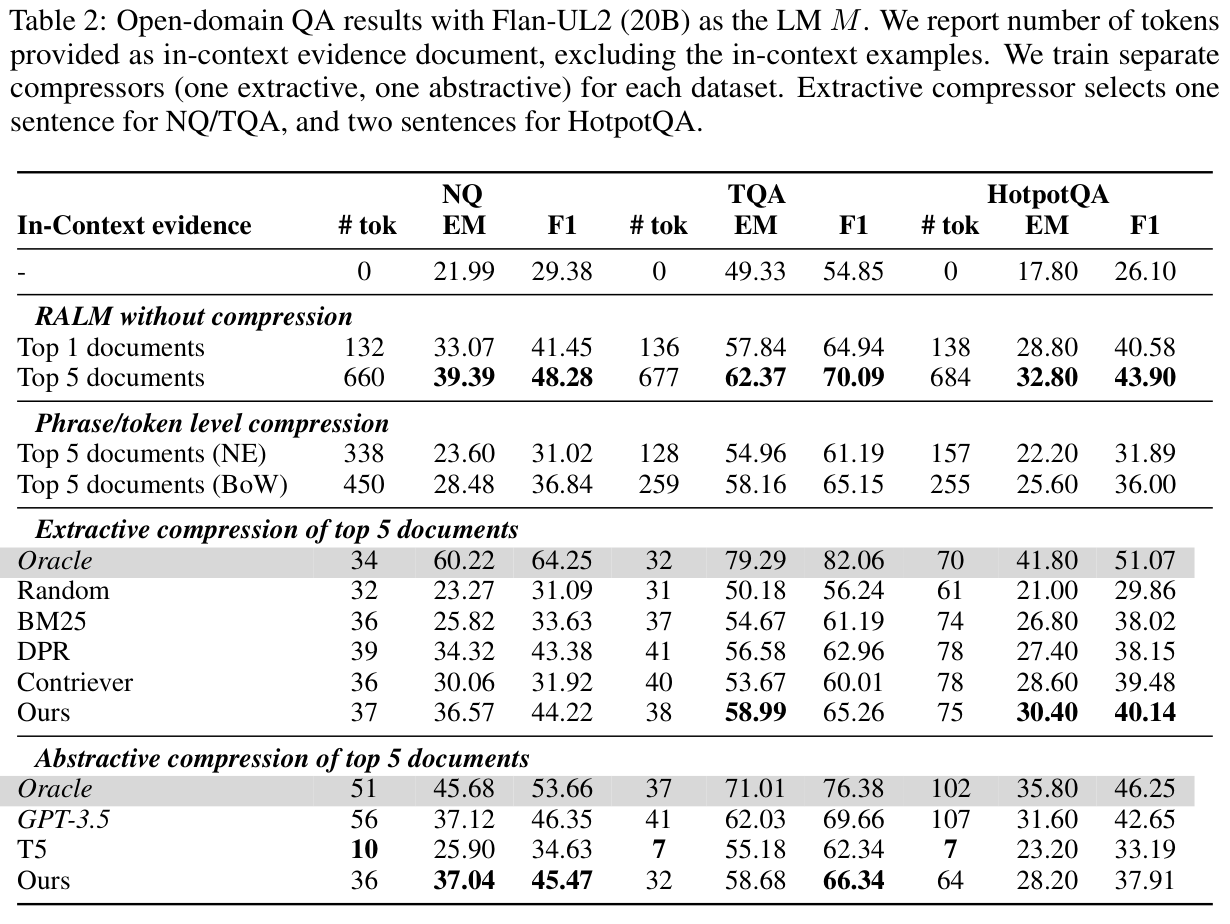 Table 2: Open-domain QA results with Flan-UL2 (20B) as the LM M. We report number of tokens
provided as in-context evidence document, excluding the in-context examples. We train separate
compressors (one extractive, one abstractive) for each dataset. Extractive compressor selects one
sentence for NQ/TQA, and two sentences for HotpotQA.
NQ TQA HotpotQA
In-Context evidence # tok EM F1 # tok EM F1 # tok EM F1
- 0 21.99 29.38 0 49.33 54.85 0 17.80 26.10
RALM without compression
Top 1 documents 132 33.07 41.45 136 57.84 64.94 138 28.80 40.58
Top 5 documents 660 39.39 48.28 677 62.37 70.09 684 32.80 43.90
Phrase/token level compression
Top 5 documents (NE) 338 23.60 31.02 128 54.96 61.19 157 22.20 31.89
Top 5 documents (BoW) 450 28.48 36.84 259 58.16 65.15 255 25.60 36.00
Extractive compression of top 5 documents
Oracle 34 60.22 64.25 32 79.29 82.06 70 41.80 51.07
Random 32 23.27 31.09 31 50.18 56.24 61 21.00 29.86
BM25 36 25.82 33.63 37 54.67 61.19 74 26.80 38.02
DPR 39 34.32 43.38 41 56.58 62.96 78 27.40 38.15
Contriever 36 30.06 31.92 40 53.67 60.01 78 28.60 39.48
Ours 37 36.57 44.22 38 58.99 65.26 75 30.40 40.14
Abstractive compression of top 5 documents
Oracle 51 45.68 53.66 37 71.01 76.38 102 35.80 46.25
GPT-3.5 56 37.12 46.35 41 62.03 69.66 107 31.60 42.65
T5 10 25.90 34.63 7 55.18 62.34 7 23.20 33.19
Ours 36 37.04 45.47 32 58.68 66.34 64 28.20 37.91